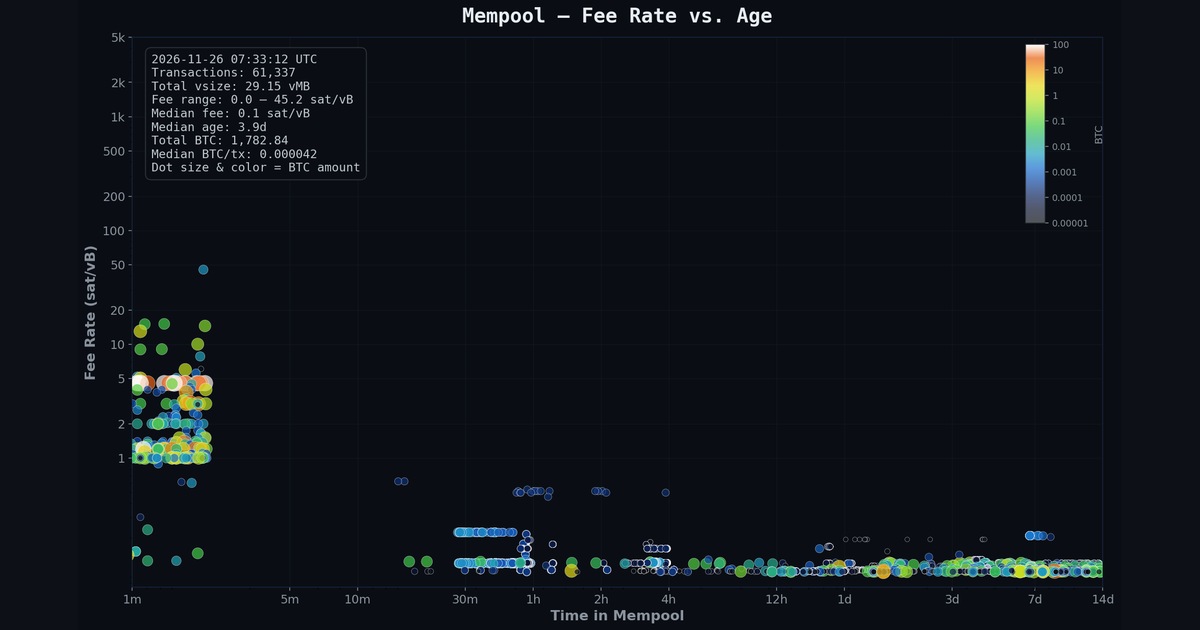 Mempool — Fee Rate vs. Age
2026-11-26 07:33:12 UTC
Transactions: 61,337
Total vsize: 29.15 vMB
Fee range: 0.0 – 45.2 sat/vB
Median fee: 0.1 sat/vB
Median age: 3.9d
Total BTC: 1,782.84
Median BTC/tx: 0.000042
Dot size & color = BTC amount
5k
2k
1k
500
200
100
50
20
10
5
2
1
Fee Rate (sat/vB)
100
10
1
0.1
0.01
0.001
0.0001
0.00001
BTC
1m
5m
10m
30m
1h
2h
4h
12h
1d
3d
7d
14d
Time in Mempool